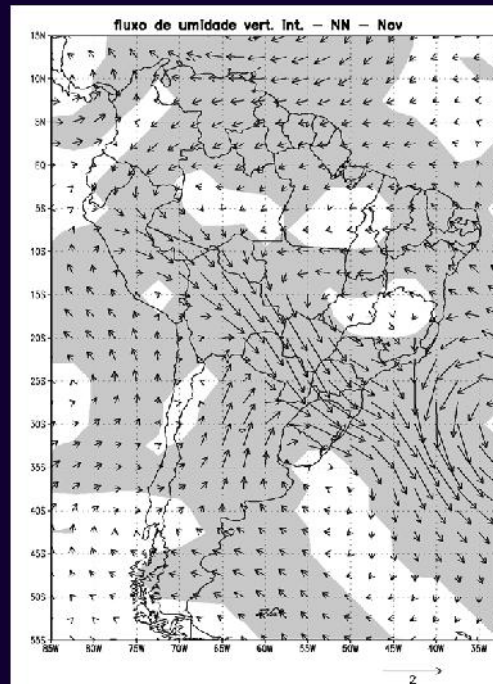 fluxo de umidade vert. int. - NN - Nov
15N
10N
5N
EQ
5S
10S
15S
20S
25S
30S
35S
40S
45S
50S
55S
85W 80W 75W 70W 65W 60W 55W 50W 45W 40W 35W
2